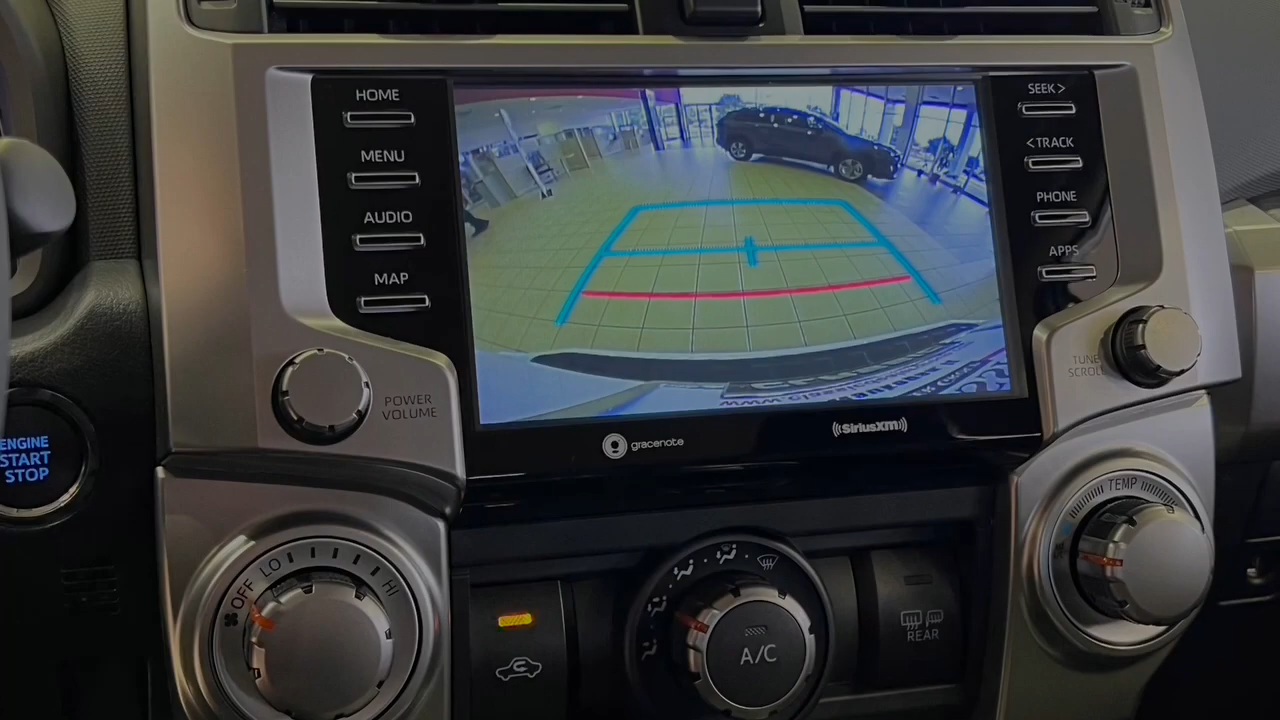 HOME
MENU
AUDIO
MAP
SEEK>
<TRACK
PHONE
APPS
POWER
VOLUME
TUNE
SCROLL
gracenote
((SiriusXM))
ENGINE
START
STOP
OFF LO HI
TEMP
A/C
REAR